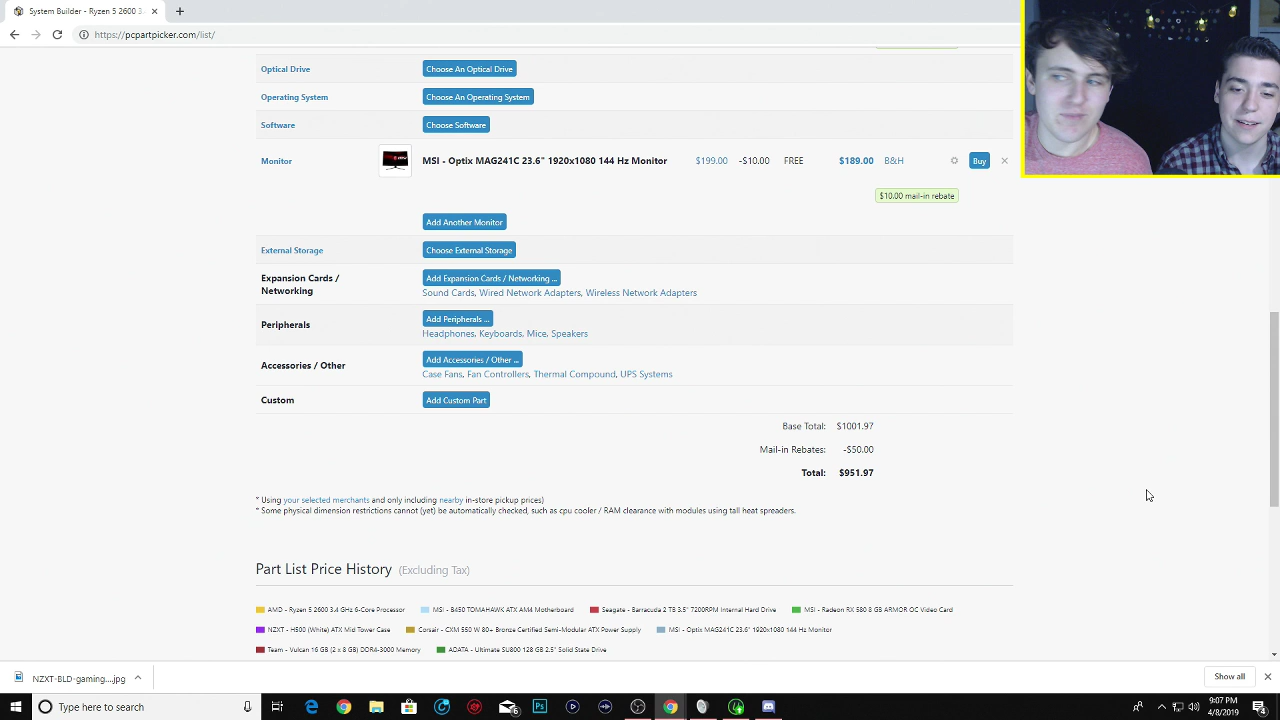 System Builder - Ryzen 5 2600 3.
https://pcpartpicker.com/list/
Optical Drive Choose An Optical Drive
Operating System Choose An Operating System
Software Choose Software
Monitor MSI - Optix MAG241C 23.6" 1920x1080 144 Hz Monitor $199.00 -$10.00 FREE $189.00 B&H Buy
$10.00 mail-in rebate
Add Another Monitor
External Storage Choose External Storage
Expansion Cards / Networking Add Expansion Cards / Networking ...
Sound Cards, Wired Network Adapters, Wireless Network Adapters
Peripherals Add Peripherals ...
Headphones, Keyboards, Mice, Speakers
Accessories / Other Add Accessories / Other ...
Case Fans, Fan Controllers, Thermal Compound, UPS Systems
Custom Add Custom Part
Base Total: $1001.97
Mail-in Rebates: -$50.00
Total: $951.97
* Using your selected merchants and only including nearby in-store pickup prices)
* Some physical dimension restrictions cannot (yet) be automatically checked, such as cpu cooler / RAM clearance with modules using tall heat spreaders.
Part List Price History (Excluding Tax)
AMD - Ryzen 5 2600 3.4 GHz 6-Core Processor MSI - B450 TOMAHAWK ATX AM4 Motherboard Seagate - Barracuda 2 TB 3.5" 7200RPM Internal Hard Drive MSI - Radeon RX 580 8 GB ARMOR OC Video Card
NZXT - H500 (White) ATX Mid Tower Case Corsair - CXM 550 W 80+ Bronze Certified Semi-Modular ATX Power Supply MSI - Optix MAG241C 23.6" 1920x1080 144 Hz Monitor
Team - Vulcan 16 GB (2 x 8 GB) DDR4-3000 Memory ADATA - Ultimate SU800 128 GB 2.5" Solid State Drive
NZXT-BLD-gaming....jpg Show all
Type here to search
9:07 PM
4/8/2019